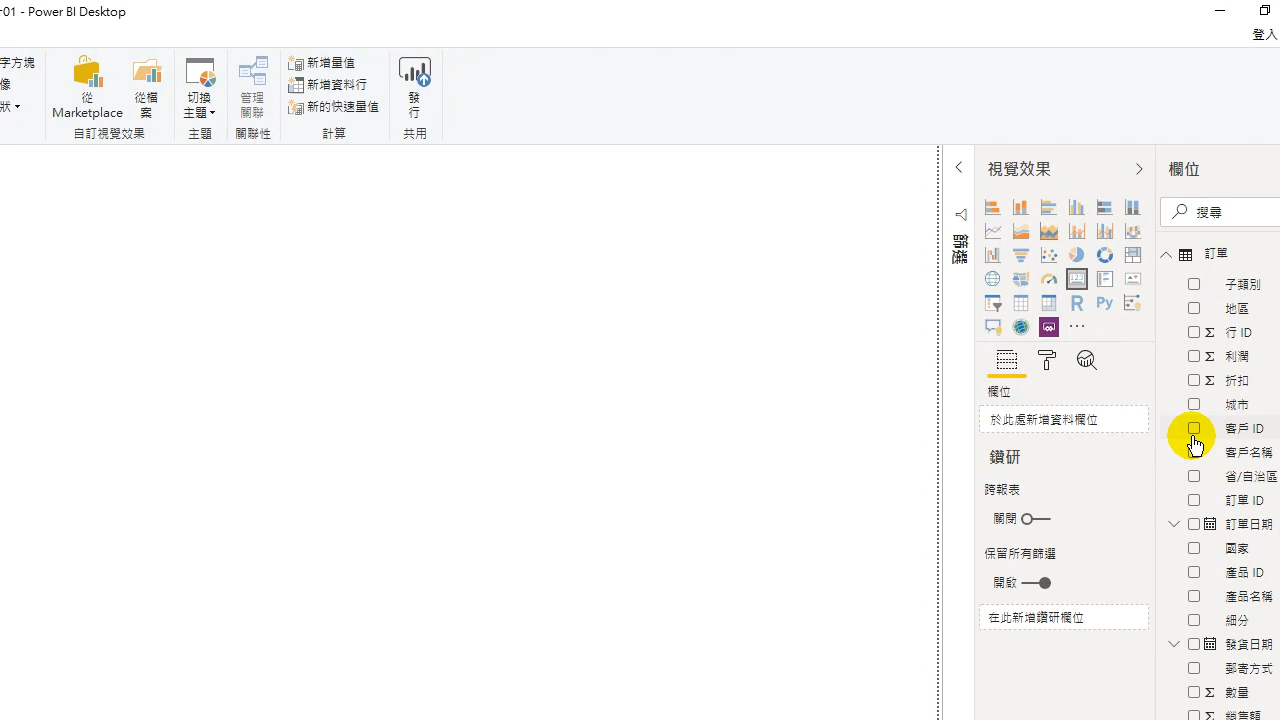 01 - Power BI Desktop
登入
字方塊
像
狀
從
Marketplace
從檔
案
自訂視覺效果
切換
主題
主題
管理
關聯
關聯性
新增量值
新增資料行
新的快速量值
計算
發
行
共用
篩選
視覺效果
R
Py
欄位
於此處新增資料欄位
鑽研
跨報表
關閉
保留所有篩選
開啟
在此新增鑽研欄位
欄位
搜尋
訂單
子類別
地區
Σ 行 ID
Σ 利潤
Σ 折扣
城市
客戶 ID
客戶名稱
省/自治區
訂單 ID
訂單日期
國家
產品 ID
產品名稱
細分
發貨日期
郵寄方式
Σ 數量
Σ 銷售額